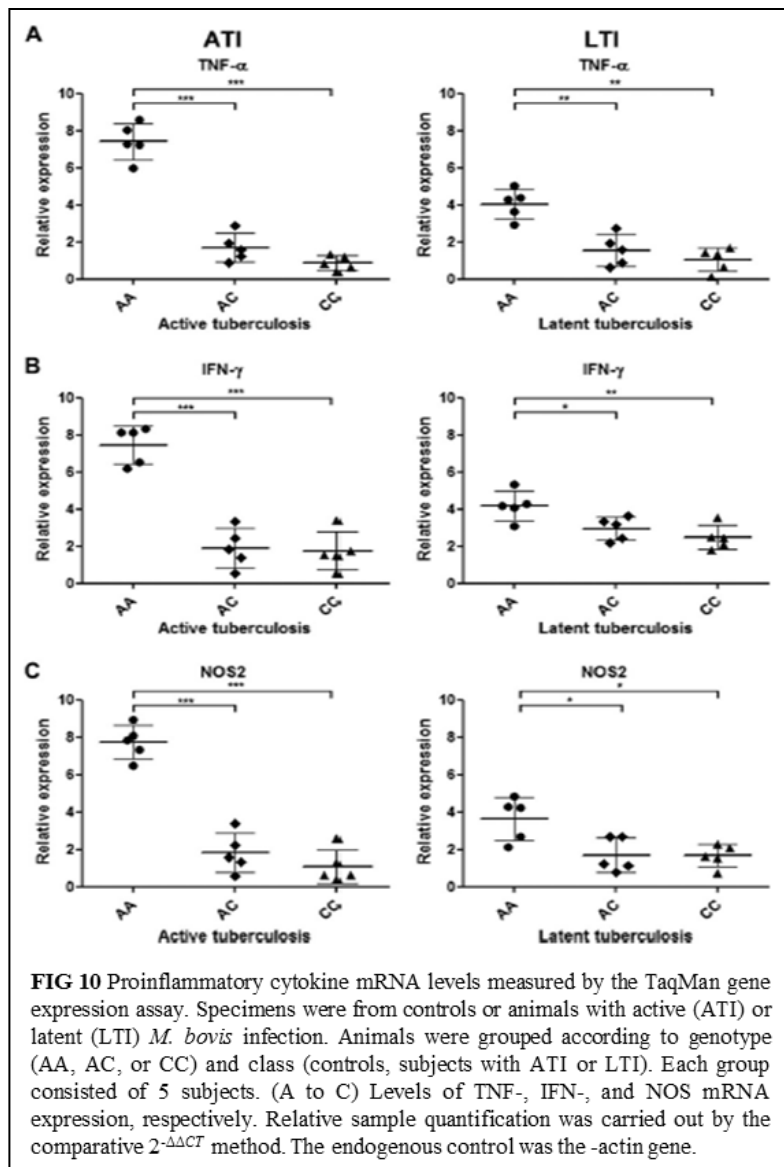 A
ATI
LTI
TNF-α
TNF-α
***
***
**
**
Relative expression
10
8
6
4
2
0
AA
AC
CC
Active tuberculosis
Relative expression
10
8
6
4
2
0
AA
AC
CC
Latent tuberculosis
B
IFN-γ
IFN-γ
***
***
**
*
Relative expression
10
8
6
4
2
0
AA
AC
CC
Active tuberculosis
Relative expression
10
8
6
4
2
0
AA
AC
CC
Latent tuberculosis
C
NOS2
NOS2
***
***
*
*
Relative expression
10
8
6
4
2
0
AA
AC
CC
Active tuberculosis
Relative expression
10
8
6
4
2
0
AA
AC
CC
Latent tuberculosis
FIG 10 Proinflammatory cytokine mRNA levels measured by the TaqMan gene
expression assay. Specimens were from controls or animals with active (ATI) or
latent (LTI) M. bovis infection. Animals were grouped according to genotype
(AA, AC, or CC) and class (controls, subjects with ATI or LTI). Each group
consisted of 5 subjects. (A to C) Levels of TNF-, IFN-, and NOS mRNA
expression, respectively. Relative sample quantification was carried out by the
comparative 2-ΔΔCT method. The endogenous control was the -actin gene.